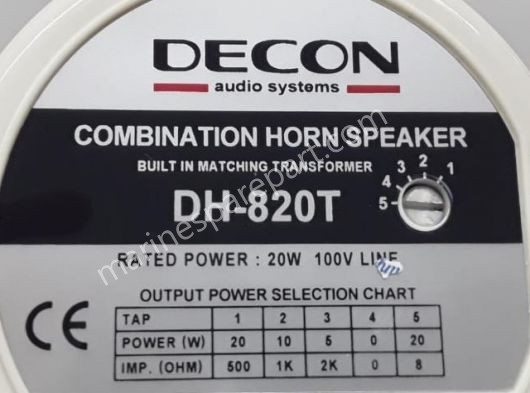 DECON
audio systems
COMBINATION HORN SPEAKER
BUILT IN MATCHING TRANSFORMER
DH-820T
5 4 3 2 1
RATED POWER : 20W 100V LINE
OUTPUT POWER SELECTION CHART
TAP 1 2 3 4 5
POWER (W) 20 10 5 0 20
IMP. (OHM) 500 1K 2K 0 8
CE
marinesparepart.com